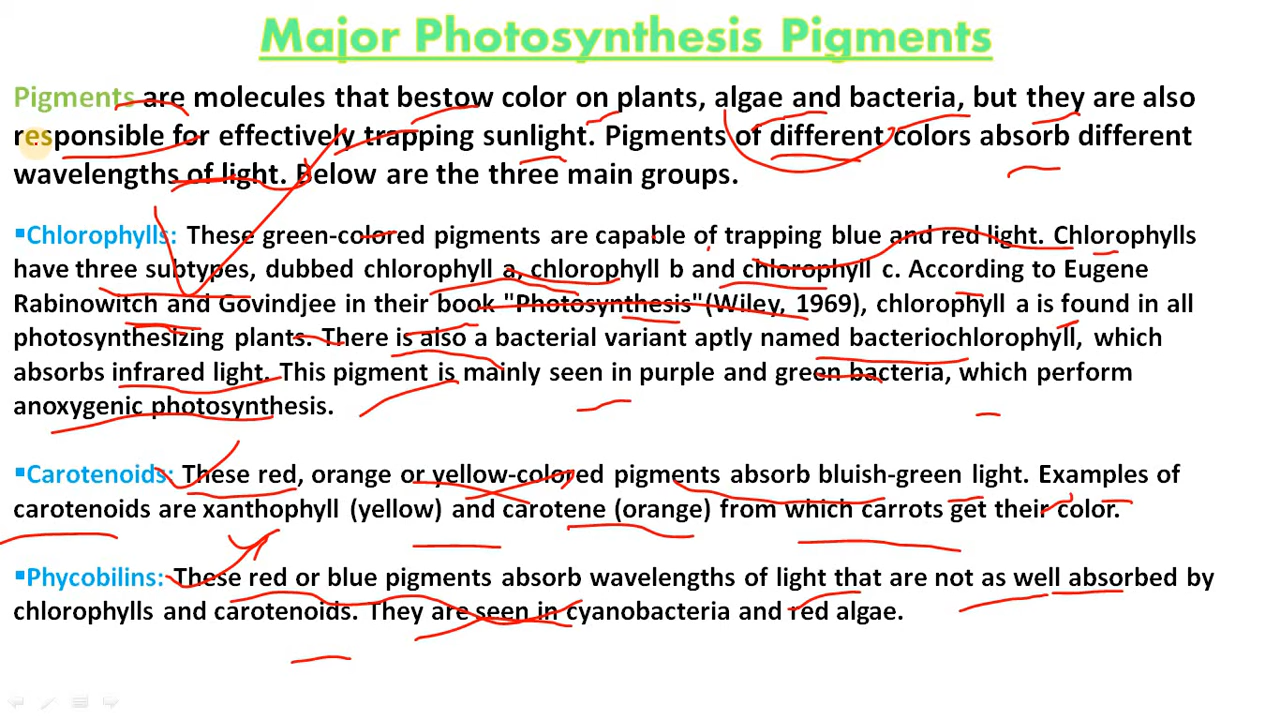 Major Photosynthesis Pigments
Pigments are molecules that bestow color on plants, algae and bacteria, but they are also
responsible for effectively trapping sunlight. Pigments of different colors absorb different
wavelengths of light. Below are the three main groups.
▪Chlorophylls: These green-colored pigments are capable of trapping blue and red light. Chlorophylls
have three subtypes, dubbed chlorophyll a, chlorophyll b and chlorophyll c. According to Eugene
Rabinowitch and Govindjee in their book "Photosynthesis"(Wiley, 1969), chlorophyll a is found in all
photosynthesizing plants. There is also a bacterial variant aptly named bacteriochlorophyll, which
absorbs infrared light. This pigment is mainly seen in purple and green bacteria, which perform
anoxygenic photosynthesis.
▪Carotenoids: These red, orange or yellow-colored pigments absorb bluish-green light. Examples of
carotenoids are xanthophyll (yellow) and carotene (orange) from which carrots get their color.
▪Phycobilins: These red or blue pigments absorb wavelengths of light that are not as well absorbed by
chlorophylls and carotenoids. They are seen in cyanobacteria and red algae.